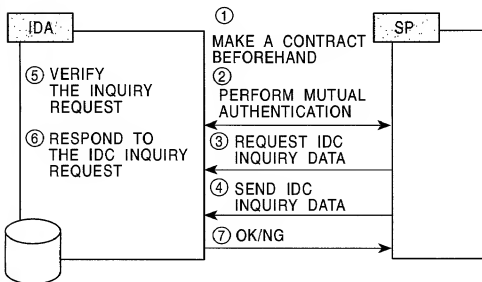 IDA
SP
①
MAKE A CONTRACT
BEFOREHAND
②
PERFORM MUTUAL
AUTHENTICATION
③ REQUEST IDC
INQUIRY DATA
④ SEND IDC
INQUIRY DATA
⑤ VERIFY
THE INQUIRY
REQUEST
⑥ RESPOND TO
THE IDC INQUIRY
REQUEST
⑦ OK/NG